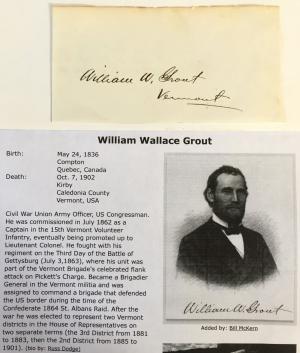 William W. Grout
Vermont
William Wallace Grout
Birth: May 24, 1836
Compton
Quebec, Canada
Death: Oct. 7, 1902
Kirby
Caledonia County
Vermont, USA
Civil War Union Army Officer, US Congressman.
He was commissioned in July 1862 as a
Captain in the 15th Vermont Volunteer
Infantry, eventually being promoted up to
Lieutenant Colonel. He fought with his
regiment on the Third Day of the Battle of
Gettysburg (July 3,1863), where his unit was
part of the Vermont Brigade's celebrated flank
attack on Pickett's Charge. Became a Brigadier
General in the Vermont militia and was
assigned to command a brigade that defended
the US border during the time of the
Confederate 1864 St. Albans Raid. After the
war he was elected to represent two Vermont
districts in the House of Representatives on
two separate terms (the 3rd District from 1881
to 1883, then the 2nd District from 1885 to
1901). (bio by: Russ Dodge)
William W. Grout
Added by: Bill McKern